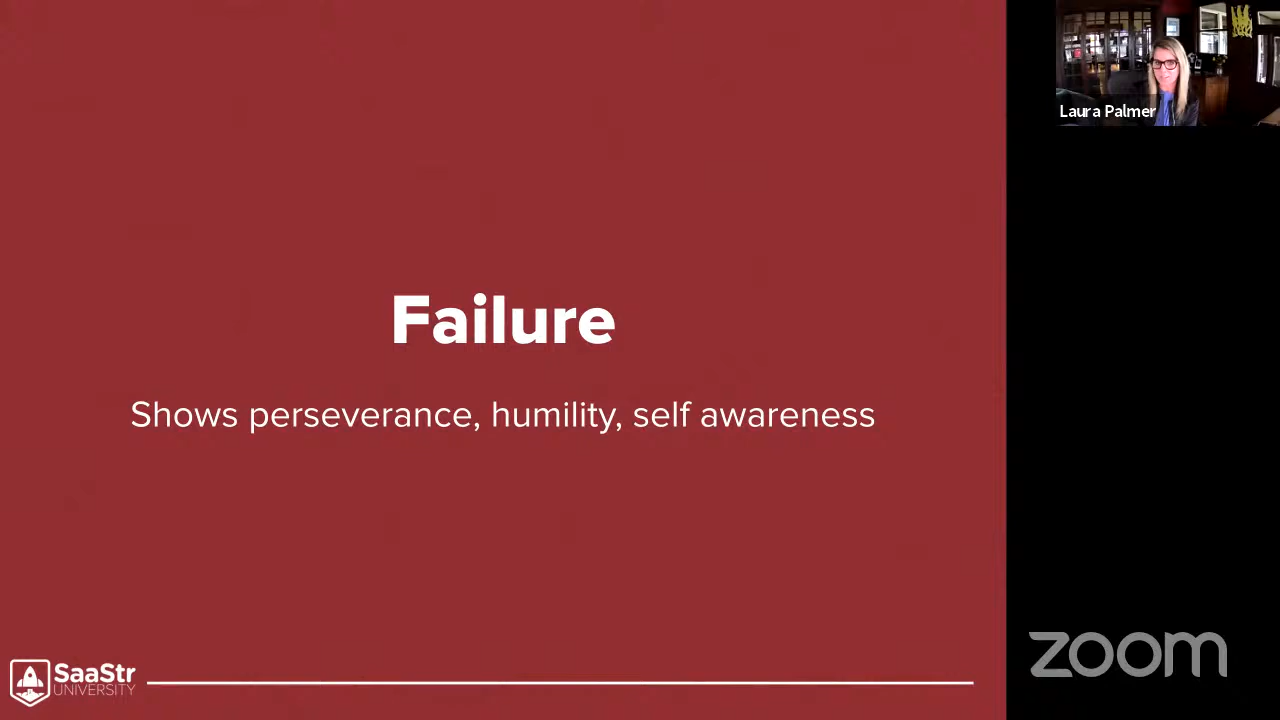 Failure
Shows perseverance, humility, self awareness
SaaStr
UNIVERSITY
Laura Palmer
zoom